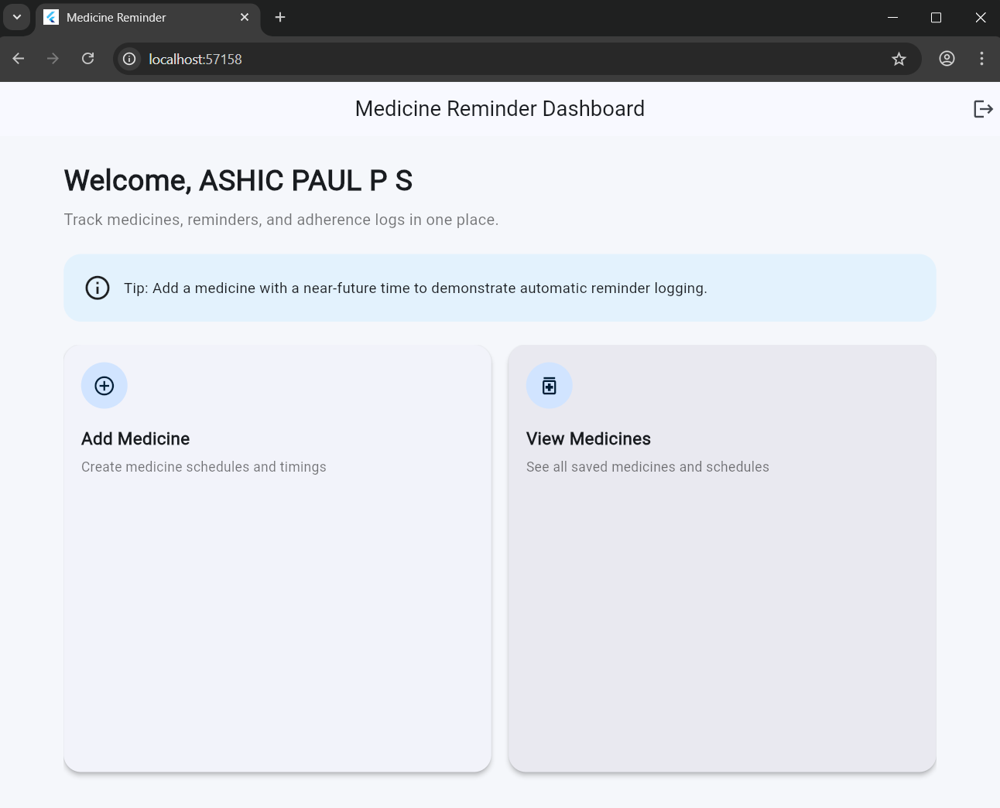 Medicine Reminder
localhost:57158
Medicine Reminder Dashboard
Welcome, ASHIC PAUL P S
Track medicines, reminders, and adherence logs in one place.
Tip: Add a medicine with a near-future time to demonstrate automatic reminder logging.
Add Medicine
Create medicine schedules and timings
View Medicines
See all saved medicines and schedules